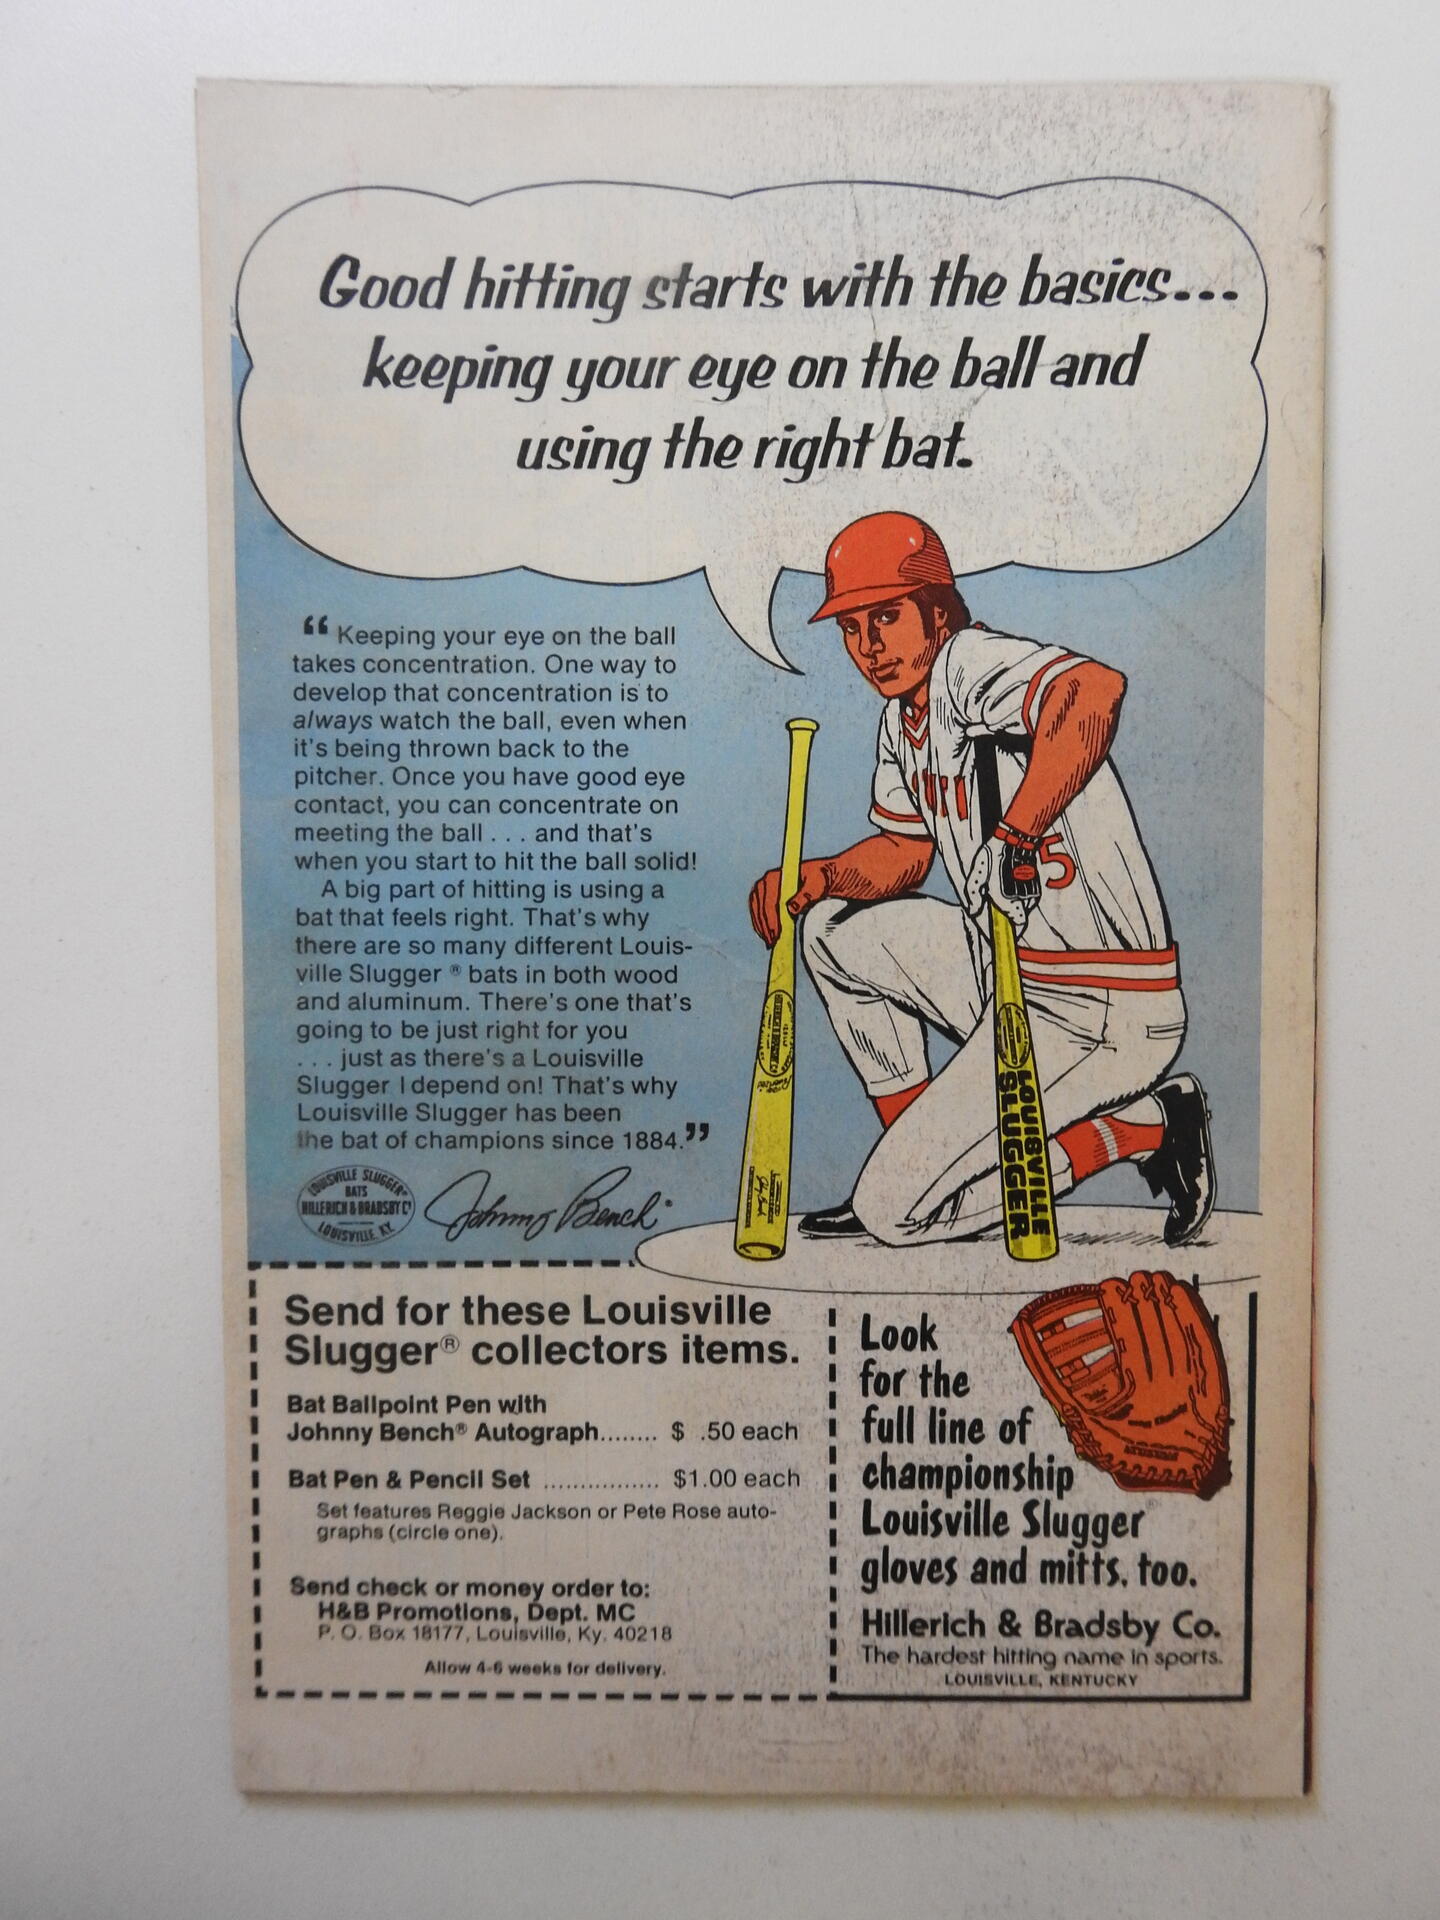 Good hitting starts with the basics...
keeping your eye on the ball and
using the right bat.
“Keeping your eye on the ball
takes concentration. One way to
develop that concentration is to
always watch the ball, even when
it's being thrown back to the
pitcher. Once you have good eye
contact, you can concentrate on
meeting the ball . . . and that's
when you start to hit the ball solid!
A big part of hitting is using a
bat that feels right. That's why
there are so many different Louis-
ville Slugger ® bats in both wood
and aluminum. There's one that's
going to be just right for you
. . . just as there's a Louisville
Slugger I depend on! That's why
Louisville Slugger has been
the bat of champions since 1884.”
LOUISVILLE SLUGGER®
BATS
HILLERICH & BRADSBY Cº
LOUISVILLE, KY.
Johnny Bench
5
LOUISVILLE
SLUGGER
Send for these Louisville
Slugger® collectors items.
Bat Ballpoint Pen with
Johnny Bench® Autograph........ $ .50 each
Bat Pen & Pencil Set ................ $1.00 each
Set features Reggie Jackson or Pete Rose auto-
graphs (circle one).
Send check or money order to:
H&B Promotions, Dept. MC
P. O. Box 18177, Louisville, Ky. 40218
Allow 4-6 weeks for delivery.
Look
for the
full line of
championship
Louisville Slugger®
gloves and mitts, too.
Hillerich & Bradsby Co.
The hardest hitting name in sports.
LOUISVILLE, KENTUCKY